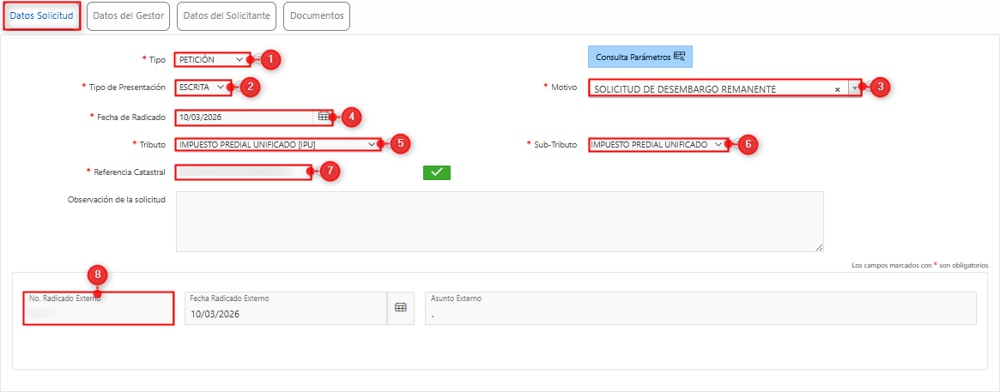 Datos Solicitud Datos del Gestor Datos del Solicitante Documentos
* Tipo PETICIÓN 1 Consulta Parámetros
* Tipo de Presentación ESCRITA 2 * Motivo SOLICITUD DE DESEMBARGO REMANENTE × 3
* Fecha de Radicado 10/03/2026 4
* Tributo IMPUESTO PREDIAL UNIFICADO [IPU] 5 * Sub-Tributo IMPUESTO PREDIAL UNIFICADO 6
* Referencia Catastral 7
Observación de la solicitud
Los campos marcados con * son obligatorios
8
No. Radicado Externo Fecha Radicado Externo Asunto Externo
10/03/2026 .